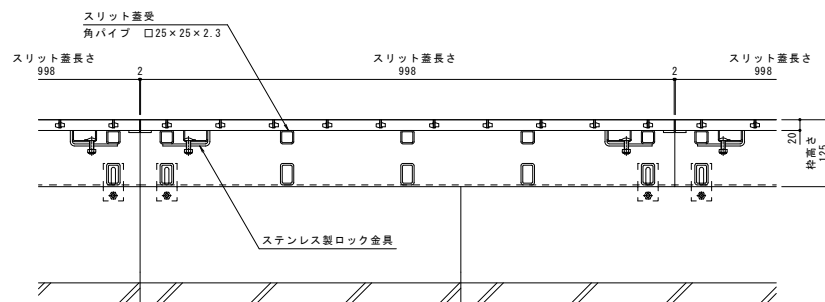 スリット蓋受
角パイプ □25×25×2.3
スリット蓋長さ
998
2
スリット蓋長さ
998
2
スリット蓋長さ
998
20
枠高さ
125
ステンレス製ロック金具